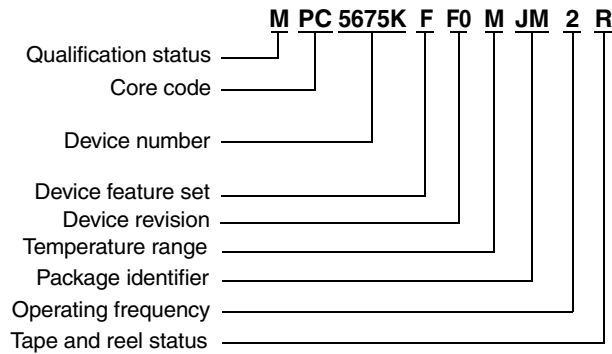 M PC 5675K F F0 M JM 2 R
Qualification status
Core code
Device number
Device feature set
Device revision
Temperature range
Package identifier
Operating frequency
Tape and reel status